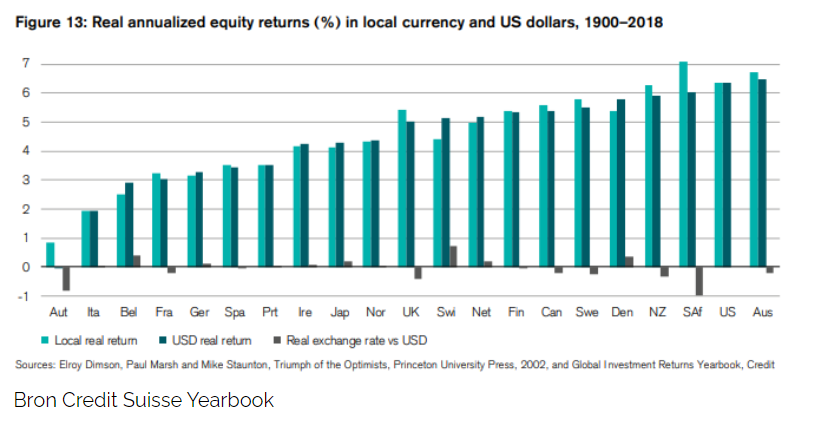 Figure 13: Real annualized equity returns (%) in local currency and US dollars, 1900–2018
7
6
5
4
3
2
1
0
-1
Aut Ita Bel Fra Ger Spa Prt Ire Jap Nor UK Swi Net Fin Can Swe Den NZ SAf US Aus
Local real return USD real return Real exchange rate vs USD
Sources: Elroy Dimson, Paul Marsh and Mike Staunton, Triumph of the Optimists, Princeton University Press, 2002, and Global Investment Returns Yearbook, Credit
Bron Credit Suisse Yearbook